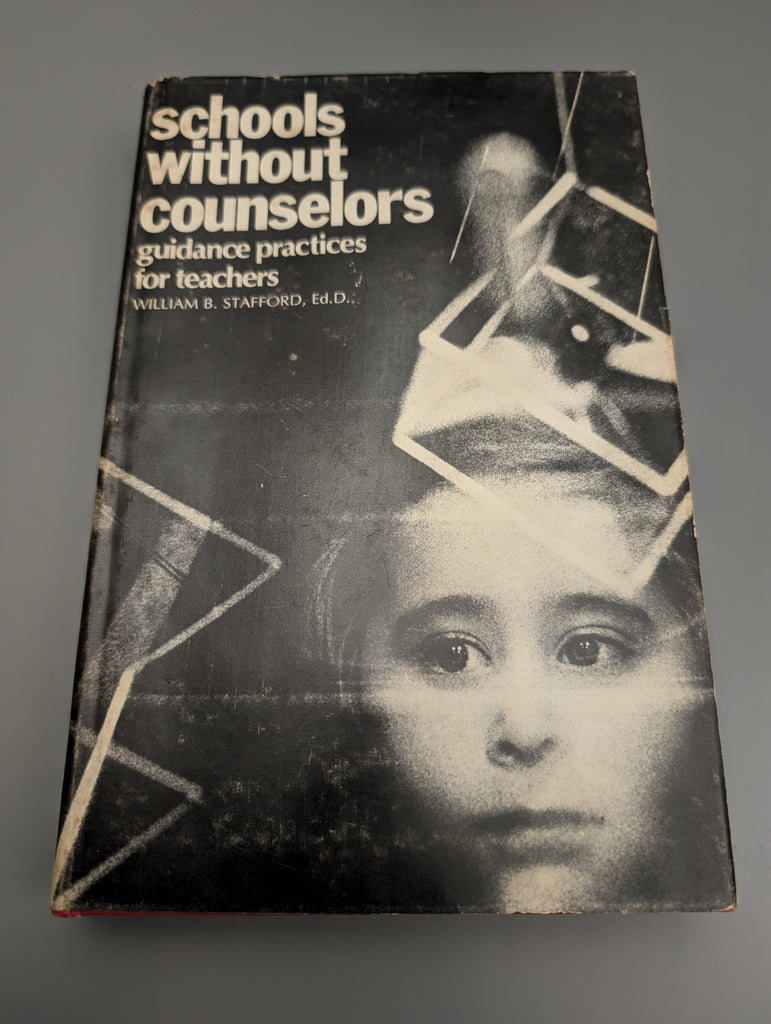 schools
without
counselors
guidance practices
for teachers
WILLIAM B. STAFFORD, Ed.D.